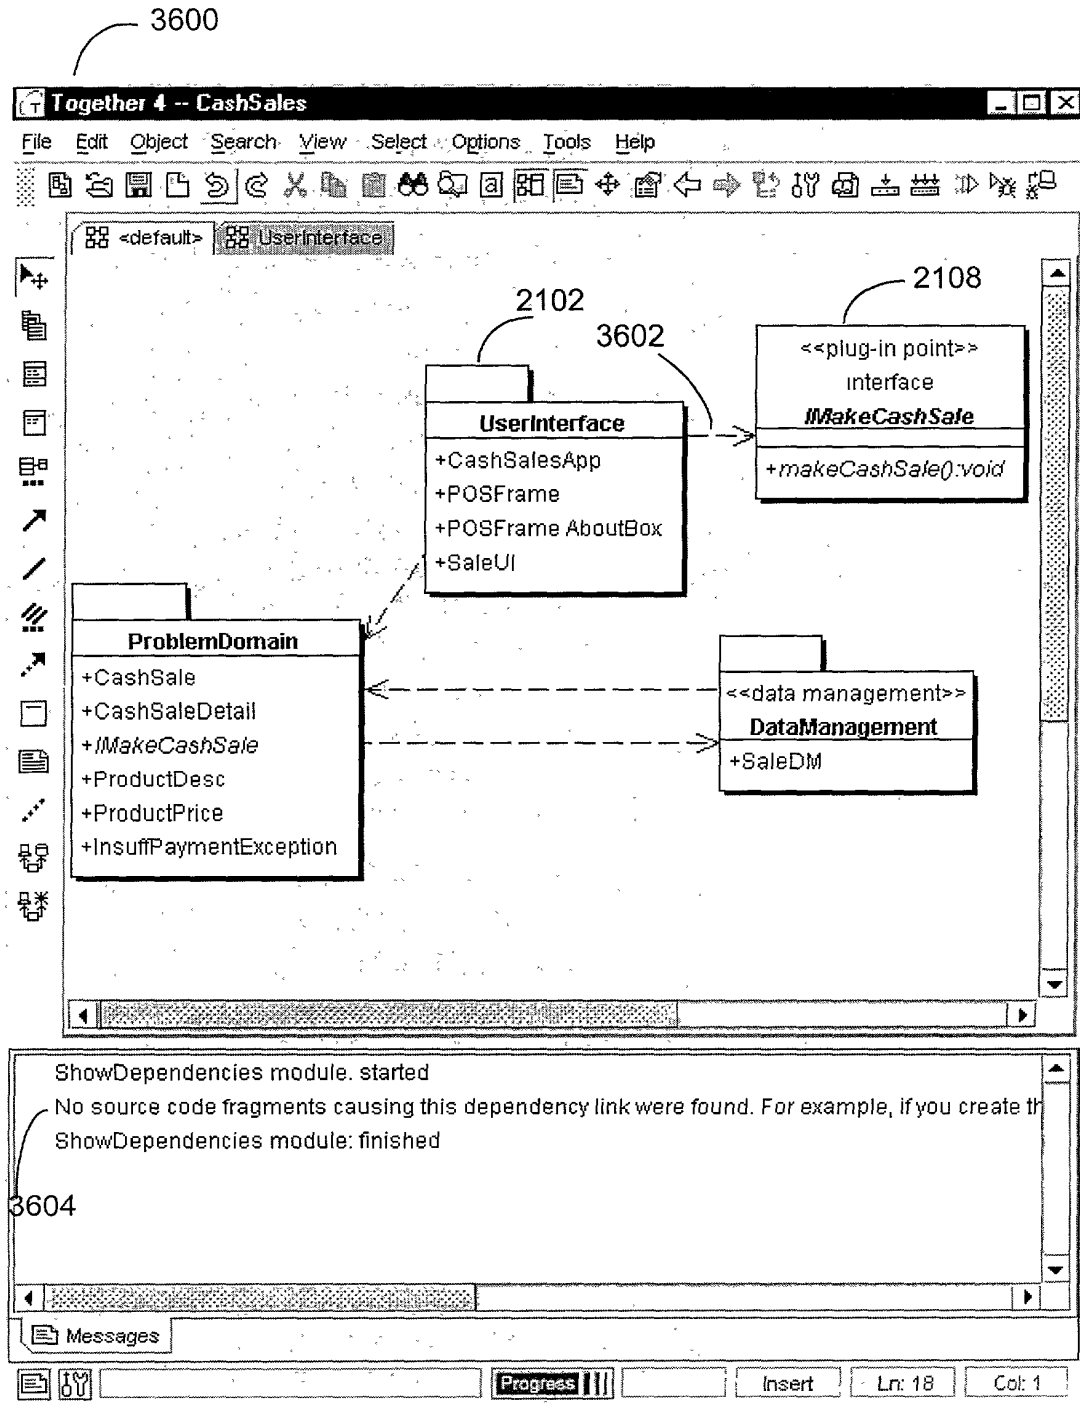 3600
Together 4 -- CashSales
File Edit Object Search View Select Options Tools Help
a
<default> UserInterface
2102
2108
3602
<<plug-in point>>
interface
IMakeCashSale
+makeCashSale():void
UserInterface
+CashSalesApp
+POSFrame
+POSFrame AboutBox
+SaleUI
ProblemDomain
+CashSale
+CashSaleDetail
+IMakeCashSale
+ProductDesc
+ProductPrice
+InsuffPaymentException
<<data management>>
DataManagement
+SaleDM
ShowDependencies module. started
No source code fragments causing this dependency link were found. For example, if you create th
ShowDependencies module: finished
3604
Messages
Progress Insert Ln: 18 Col: 1